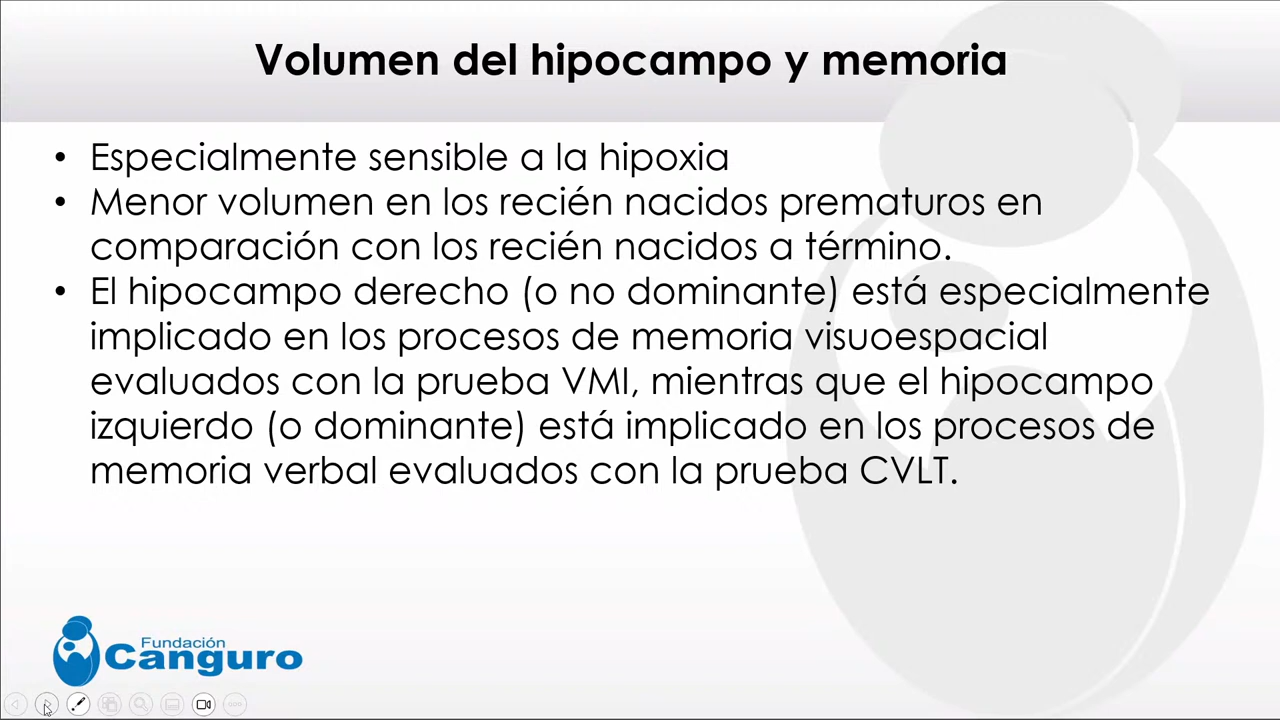 Volumen del hipocampo y memoria
• Especialmente sensible a la hipoxia
• Menor volumen en los recién nacidos prematuros en
comparación con los recién nacidos a término.
• El hipocampo derecho (o no dominante) está especialmente
implicado en los procesos de memoria visuoespacial
evaluados con la prueba VMI, mientras que el hipocampo
izquierdo (o dominante) está implicado en los procesos de
memoria verbal evaluados con la prueba CVLT.
Fundación
Canguro